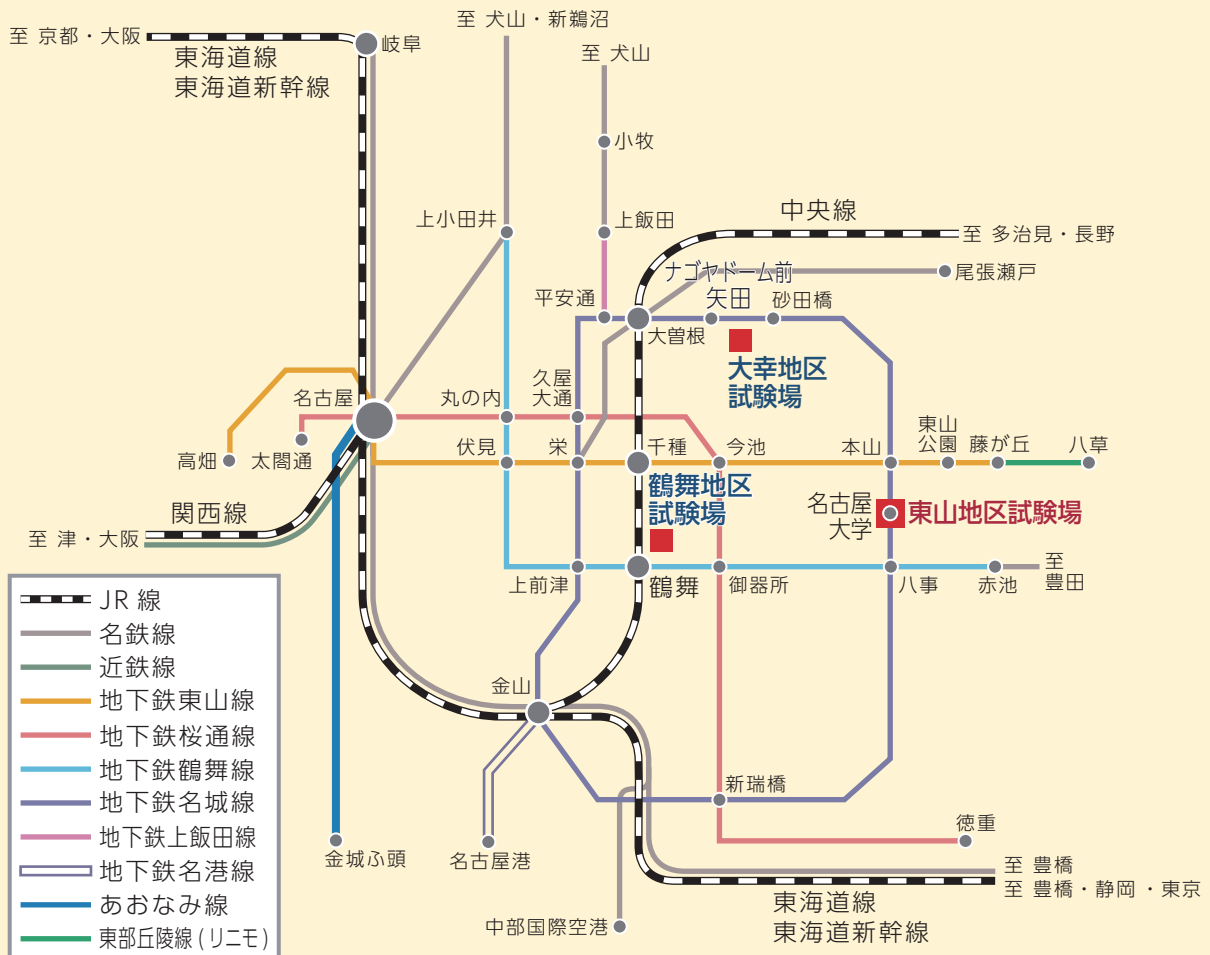 至 犬山・新鵜沼
至 京都・大阪
岐阜
東海道線
東海道新幹線
至 犬山
小牧
上小田井
上飯田
中央線
至 多治見・長野
ナゴヤドーム前
矢田
尾張瀬戸
平安通
砂田橋
大曽根
大幸地区
試験場
名古屋
丸の内
久屋
大通
高畑
太閤通
伏見
栄
千種
今池
本山
東山
公園
藤が丘
八草
鶴舞地区
試験場
名古屋
大学
東山地区試験場
関西線
至 津・大阪
上前津
鶴舞
御器所
八事
赤池
至
豊田
JR 線
名鉄線
近鉄線
地下鉄東山線
地下鉄桜通線
地下鉄鶴舞線
地下鉄名城線
地下鉄上飯田線
地下鉄名港線
あおなみ線
東部丘陵線 ( リニモ )
金山
新瑞橋
徳重
金城ふ頭
名古屋港
中部国際空港
至 豊橋
至 豊橋・静岡・東京
東海道線
東海道新幹線